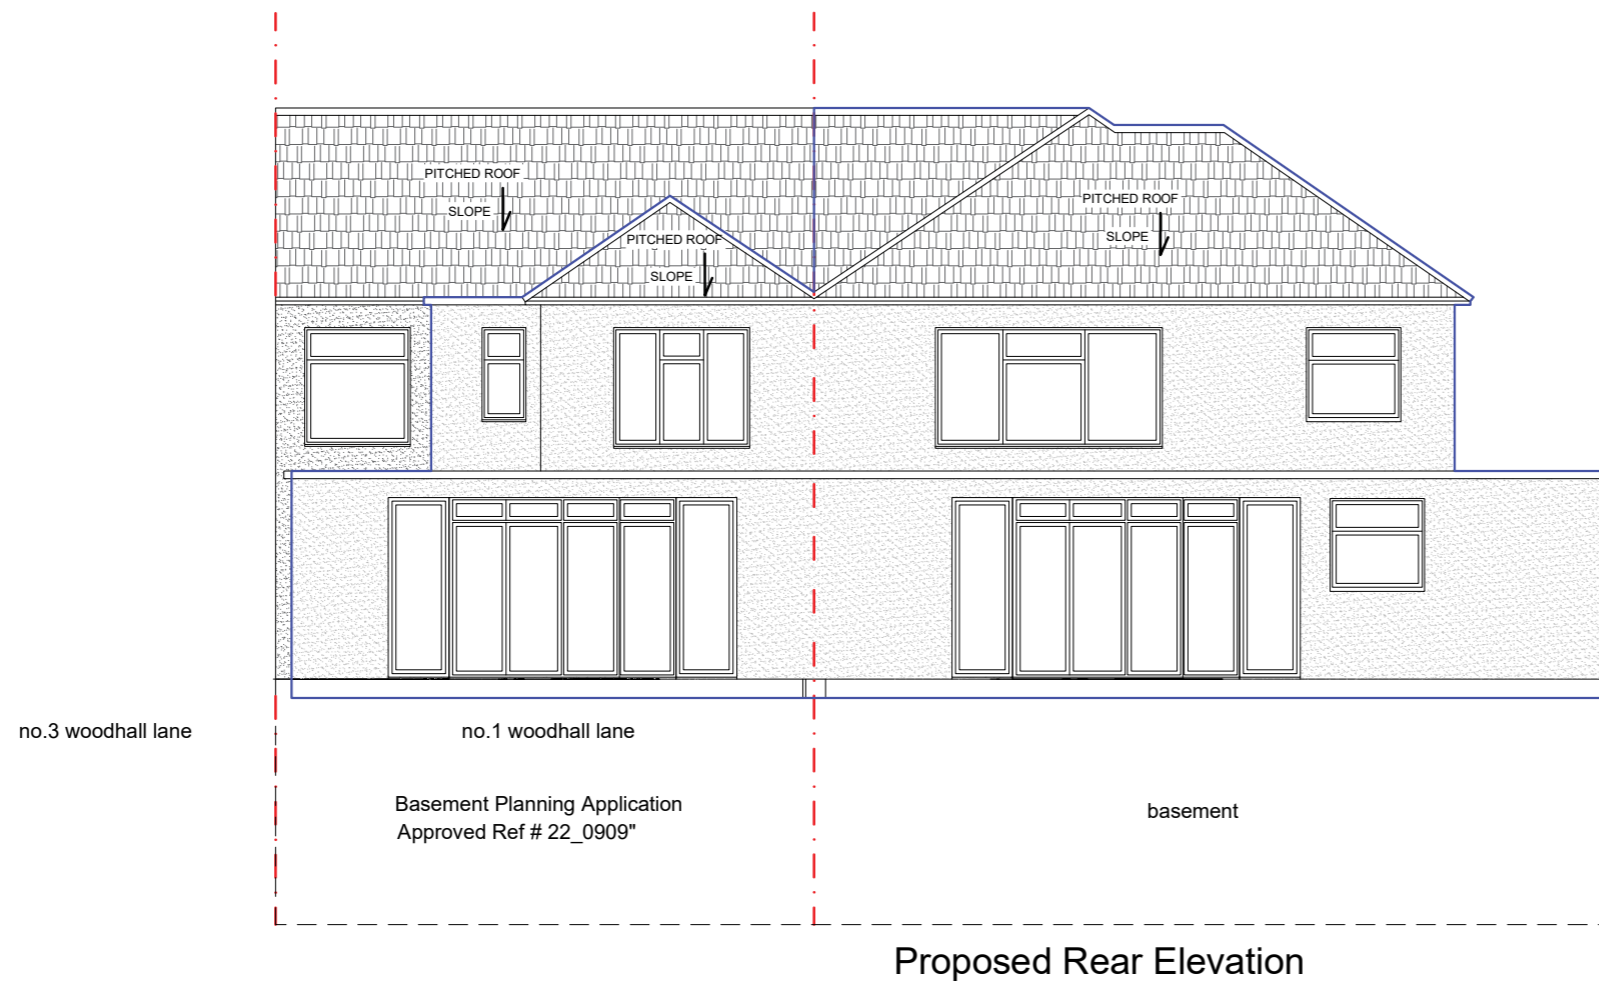 PITCHED ROOF
SLOPE
PITCHED ROOF
SLOPE
PITCHED ROOF
SLOPE
no.3 woodhall lane
no.1 woodhall lane
Basement Planning Application
Approved Ref # 22_0909"
basement
Proposed Rear Elevation